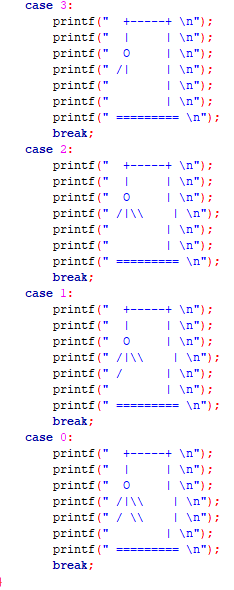 case 3:
printf("  +-----+ \n");
printf("  |     | \n");
printf("  O     | \n");
printf(" /|     | \n");
printf("        | \n");
printf("        | \n");
printf(" ========= \n");
break;
case 2:
printf("  +-----+ \n");
printf("  |     | \n");
printf("  O     | \n");
printf(" /|\\    | \n");
printf("        | \n");
printf("        | \n");
printf(" ========= \n");
break;
case 1:
printf("  +-----+ \n");
printf("  |     | \n");
printf("  O     | \n");
printf(" /|\\    | \n");
printf(" /      | \n");
printf("        | \n");
printf(" ========= \n");
break;
case 0:
printf("  +-----+ \n");
printf("  |     | \n");
printf("  O     | \n");
printf(" /|\\    | \n");
printf(" / \\    | \n");
printf("        | \n");
printf(" ========= \n");
break;
}